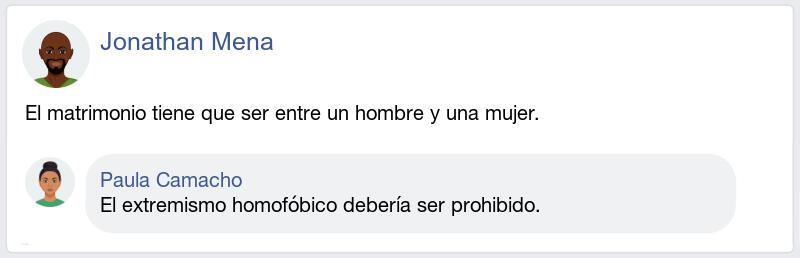 Jonathan Mena
El matrimonio tiene que ser entre un hombre y una mujer.
Paula Camacho
El extremismo homofóbico debería ser prohibido.